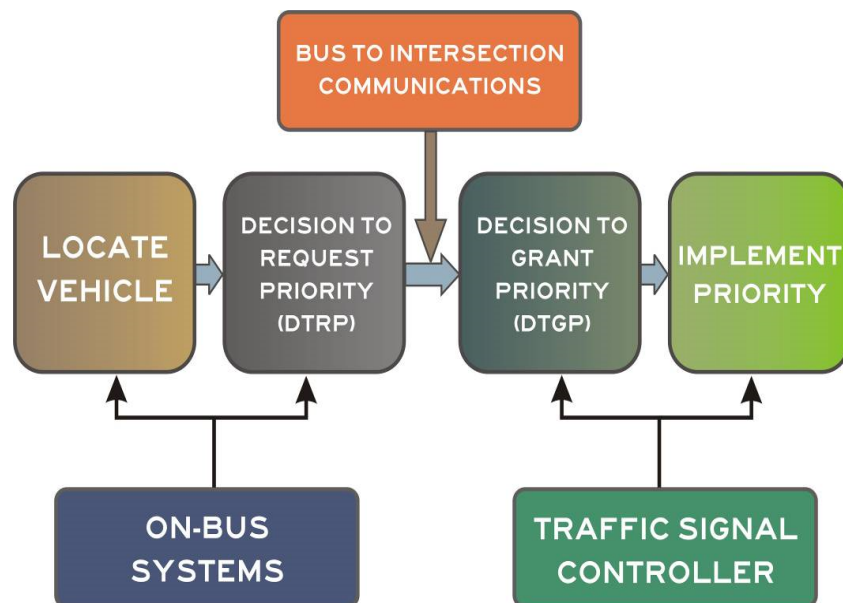 BUS TO INTERSECTION
COMMUNICATIONS
LOCATE
VEHICLE
DECISION TO
REQUEST
PRIORITY
(DTRP)
DECISION TO
GRANT
PRIORITY
(DTGP)
IMPLEMENT
PRIORITY
ON-BUS
SYSTEMS
TRAFFIC SIGNAL
CONTROLLER